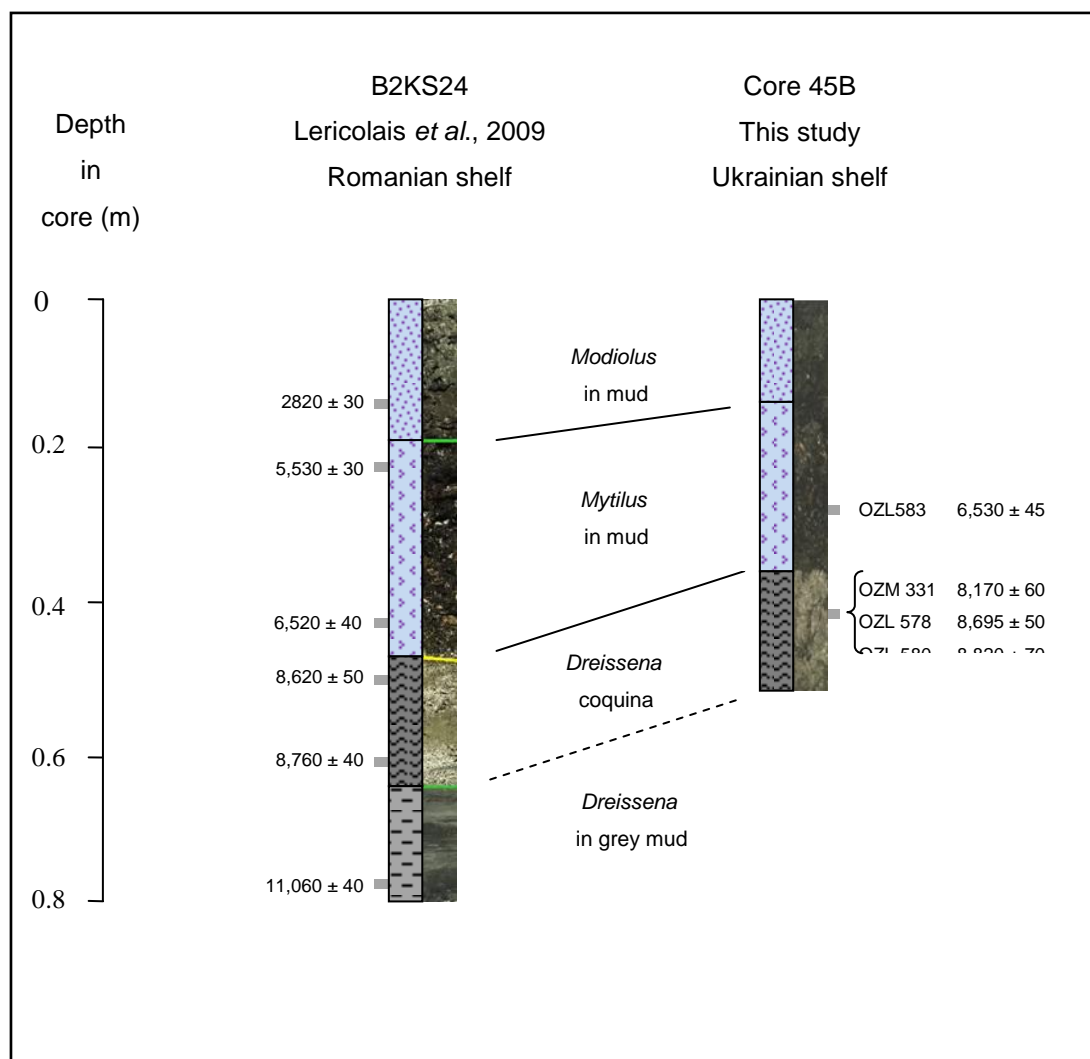 Depth
in
core (m)
B2KS24
Lericolais et al., 2009
Romanian shelf
Core 45B
This study
Ukrainian shelf
0
0.2
0.4
0.6
0.8
2820 ± 30
5,530 ± 30
6,520 ± 40
8,620 ± 50
8,760 ± 40
11,060 ± 40
Modiolus
in mud
Mytilus
in mud
Dreissena
coquina
Dreissena
in grey mud
OZL583 6,530 ± 45
OZM 331 8,170 ± 60
OZL 578 8,695 ± 50